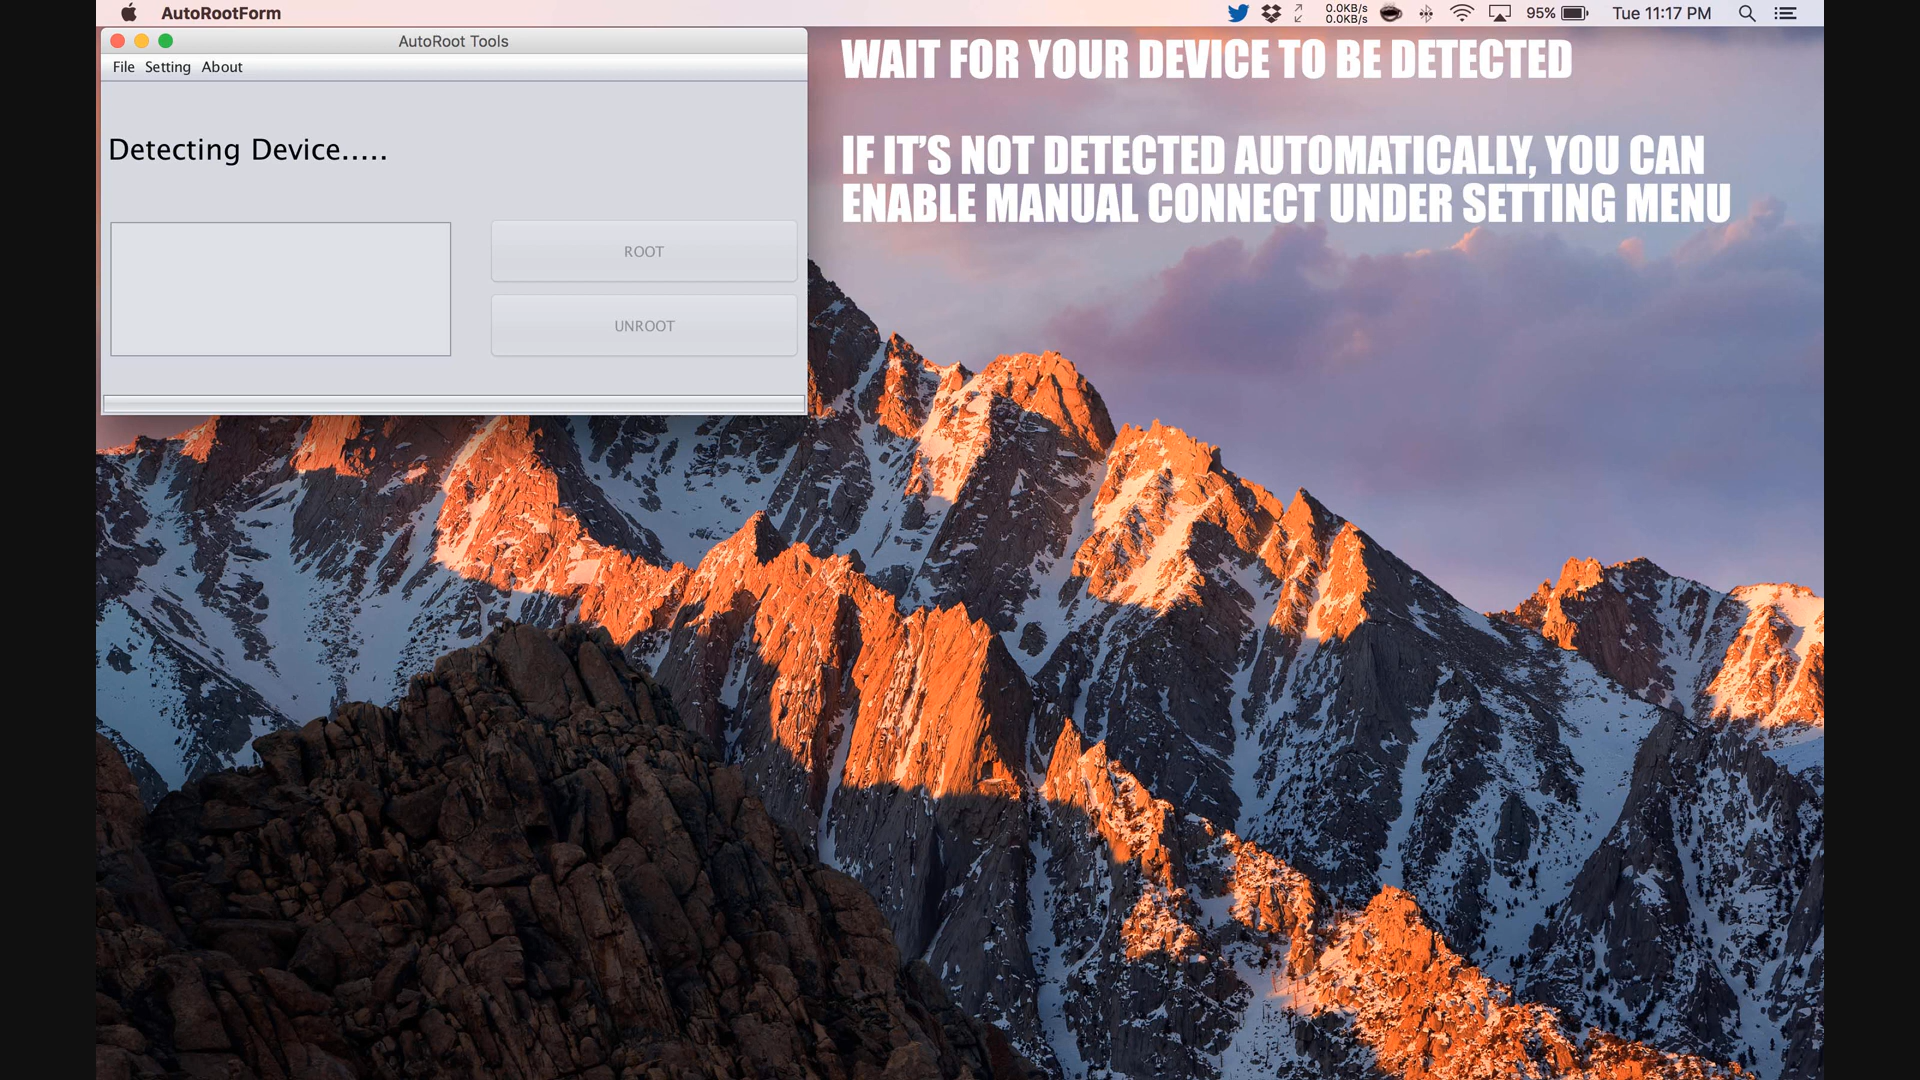 AutoRootForm
0.0KB/s
0.0KB/s
95%
Tue 11:17 PM
AutoRoot Tools
File Setting About
Detecting Device.....
ROOT
UNROOT
WAIT FOR YOUR DEVICE TO BE DETECTED
IF IT'S NOT DETECTED AUTOMATICALLY, YOU CAN
ENABLE MANUAL CONNECT UNDER SETTING MENU